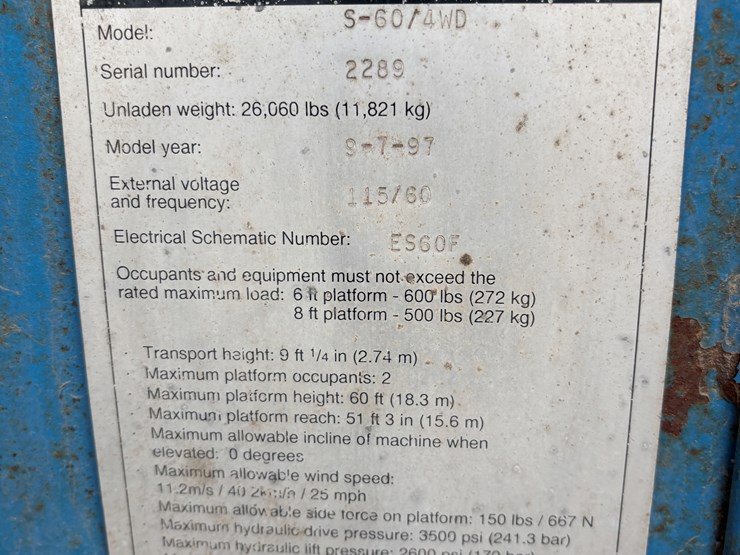 Model: S-60/4WD
Serial number: 2289
Unladen weight: 26,060 lbs (11,821 kg)
Model year: 9-7-97
External voltage
and frequency: 115/60
Electrical Schematic Number: ES60F
Occupants and equipment must not exceed the
rated maximum load: 6 ft platform - 600 lbs (272 kg)
8 ft platform - 500 lbs (227 kg)
· Transport height: 9 ft 1/4 in (2.74 m)
· Maximum platform occupants: 2
· Maximum platform height: 60 ft (18.3 m)
· Maximum platform reach: 51 ft 3 in (15.6 m)
· Maximum allowable incline of machine when
elevated: 0 degrees
· Maximum allowable wind speed:
11.2m/s / 40.2km/h / 25 mph
· Maximum allowable side force on platform: 150 lbs / 667 N
· Maximum hydraulic drive pressure: 3500 psi (241.3 bar)
· Maximum hydraulic lift pressure: 2600 psi